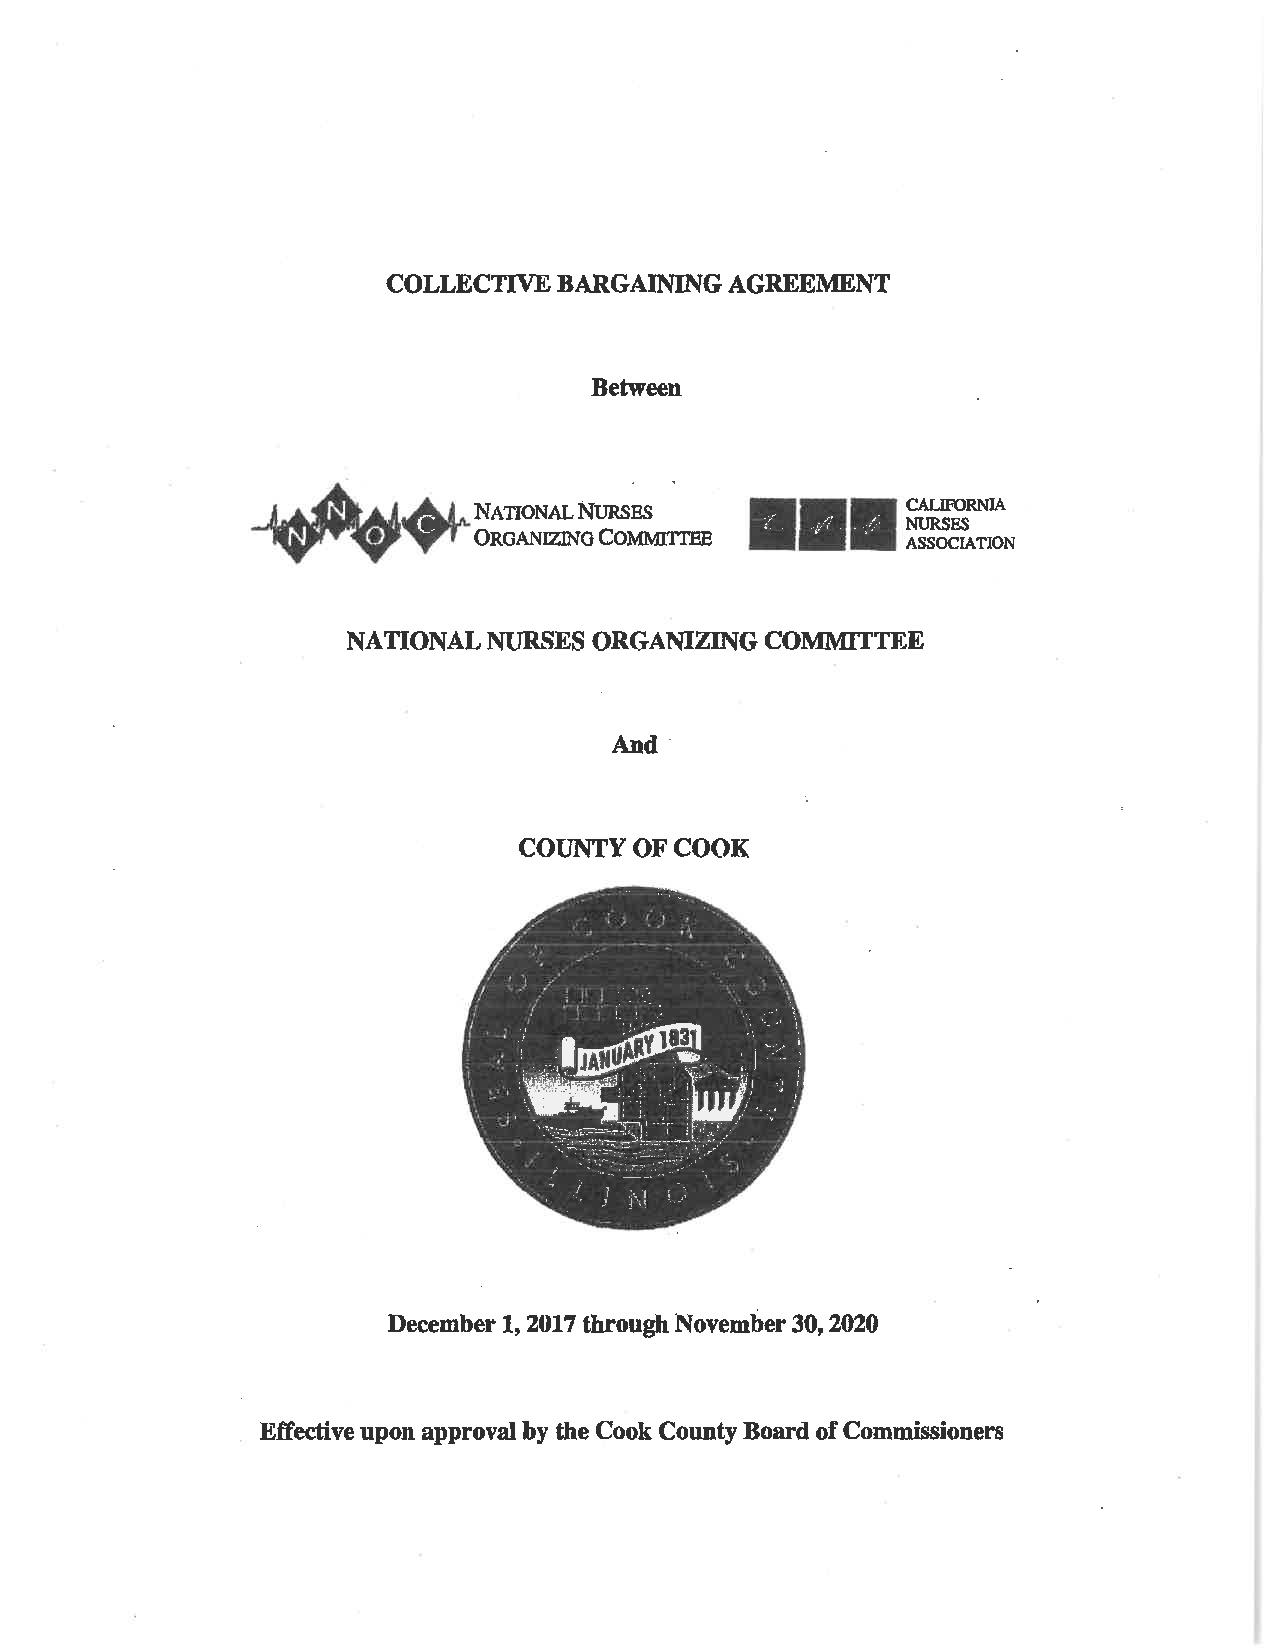 COLLECTIVE BARGAINING AGREEMENT
Between
NNOC
NATIONAL NURSES
ORGANIZING COMMITTEE
CALIFORNIA
NURSES
ASSOCIATION
NATIONAL NURSES ORGANIZING COMMITTEE
And
COUNTY OF COOK
SEAL OF COOK COUNTY
JANUARY 1831
ILLINOIS
December 1, 2017 through November 30, 2020
Effective upon approval by the Cook County Board of Commissioners